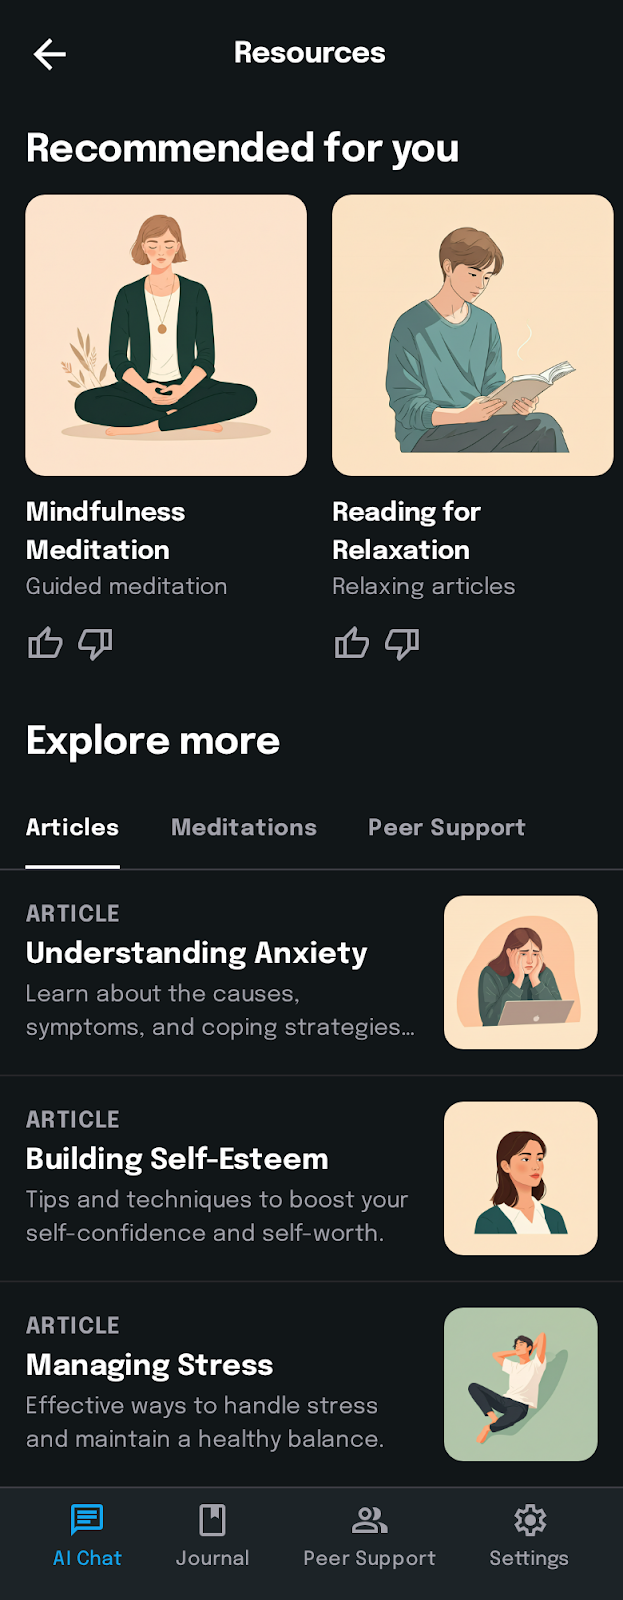 Resources
Recommended for you
Mindfulness
Meditation
Guided meditation
Reading for
Relaxation
Relaxing articles
Explore more
Articles
Meditations
Peer Support
ARTICLE
Understanding Anxiety
Learn about the causes,
symptoms, and coping strategies...
ARTICLE
Building Self-Esteem
Tips and techniques to boost your
self-confidence and self-worth.
ARTICLE
Managing Stress
Effective ways to handle stress
and maintain a healthy balance.
AI Chat
Journal
Peer Support
Settings